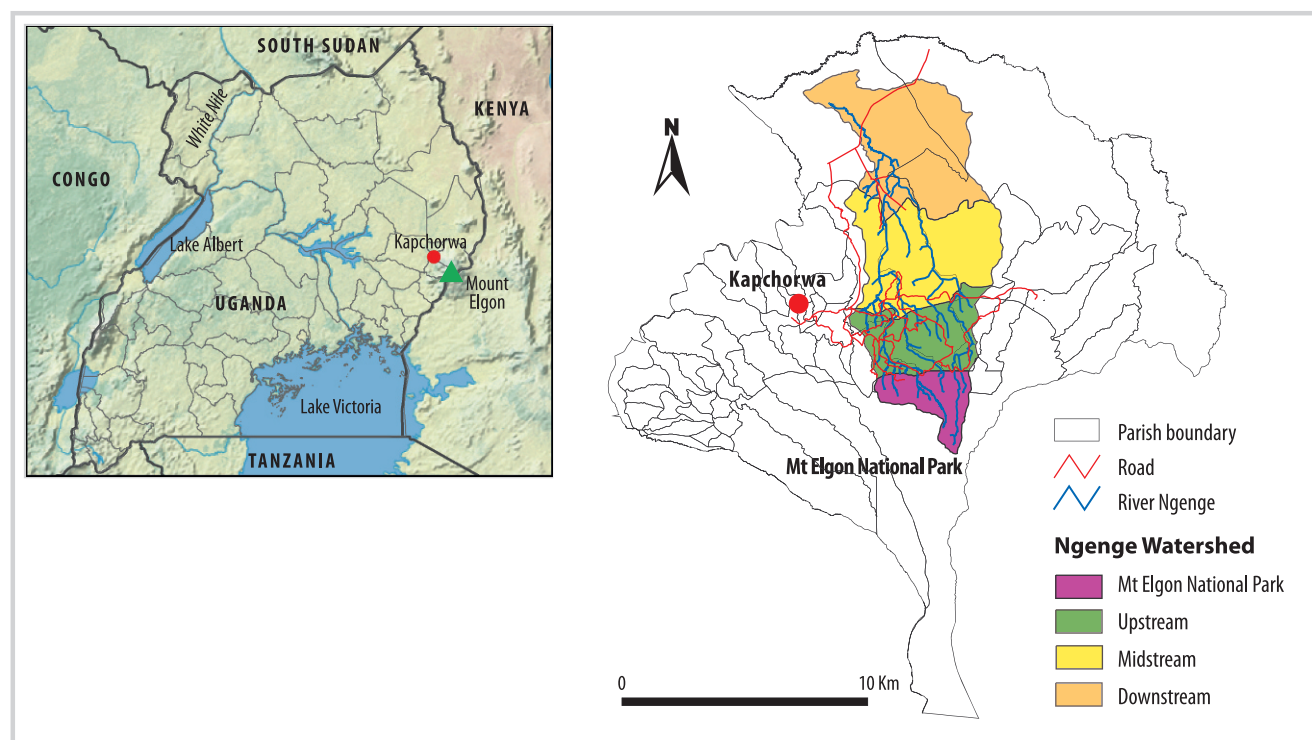 SOUTH SUDAN
KENYA
White Nile
CONGO
Lake Albert
Kapchorwa
UGANDA
Mount
Elgon
Lake Victoria
TANZANIA
N
Kapchorwa
Mt Elgon National Park
Parish boundary
Road
River Ngenge
Ngenge Watershed
Mt Elgon National Park
Upstream
Midstream
Downstream
0 10 Km